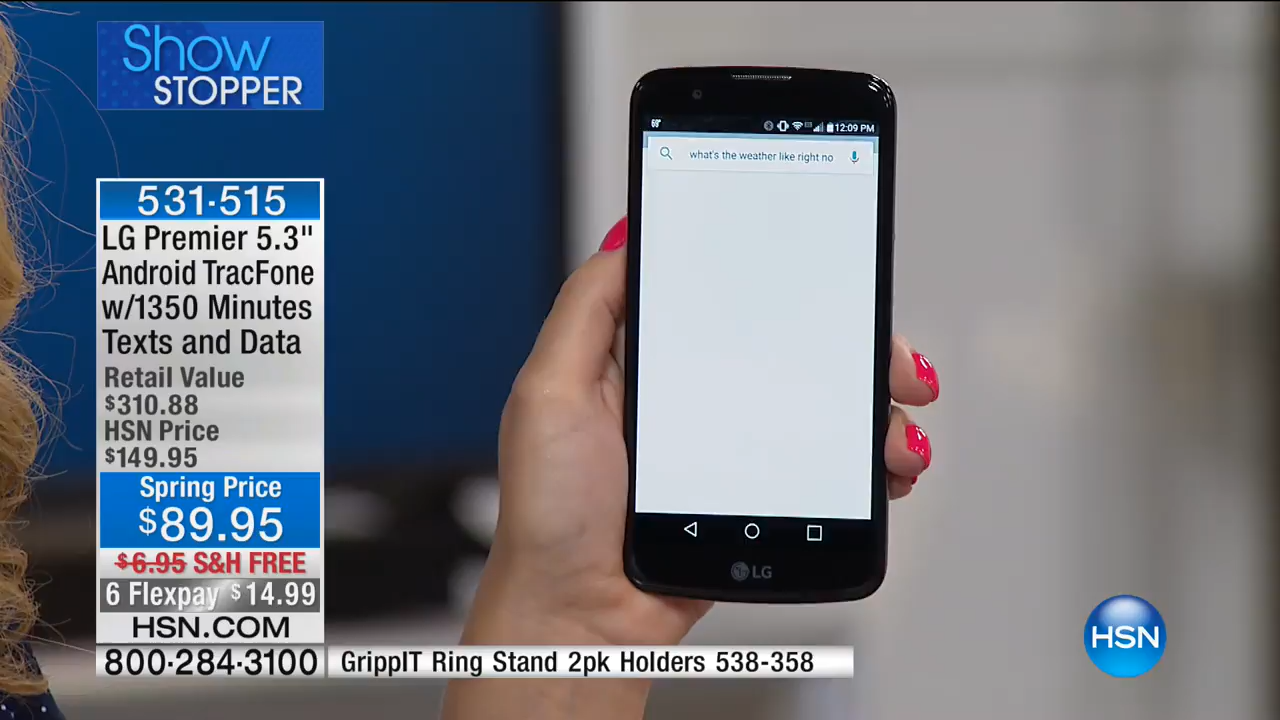 Show
STOPPER
531-515
LG Premier 5.3"
Android TracFone
w/1350 Minutes
Texts and Data
Retail Value
$310.88
HSN Price
$149.95
Spring Price
$89.95
$6.95 S&H FREE
6 Flexpay $14.99
HSN.COM
800-284-3100
GrippIT Ring Stand 2pk Holders 538-358
69°
12:09 PM
what's the weather like right no
LG
HSN